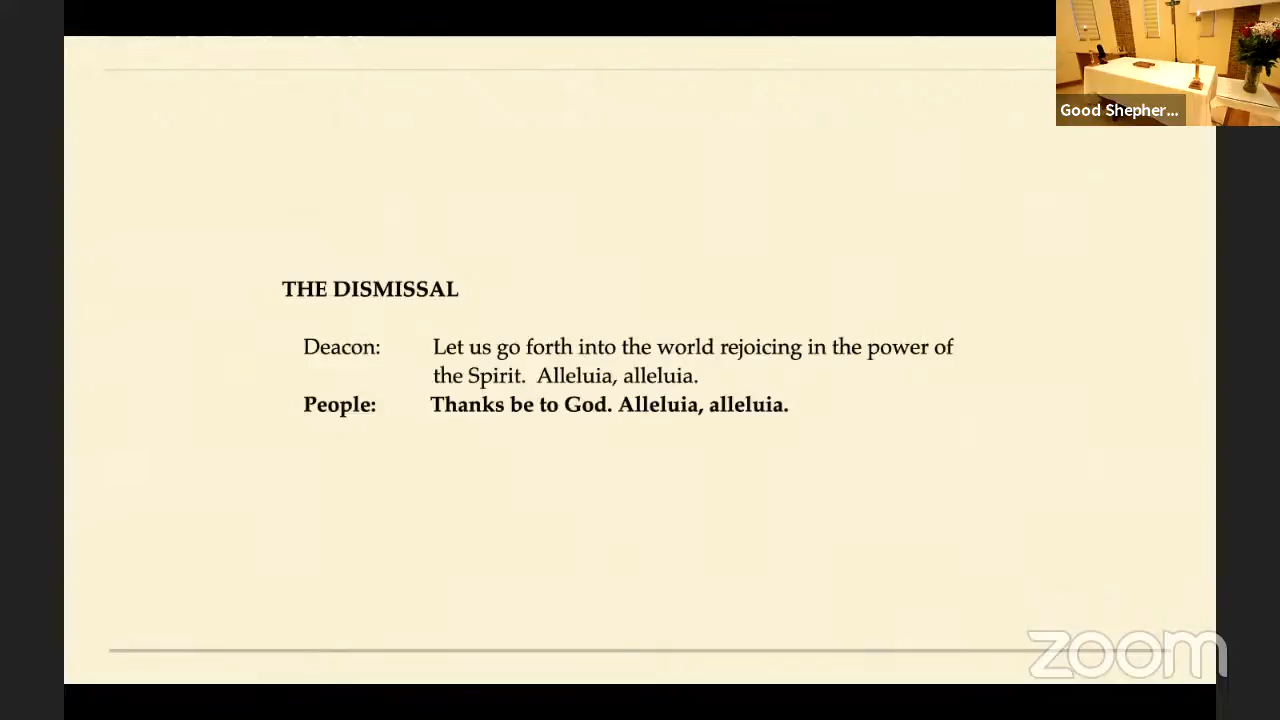 Good Shepher...
THE DISMISSAL
Deacon: Let us go forth into the world rejoicing in the power of
the Spirit.  Alleluia, alleluia.
People: Thanks be to God. Alleluia, alleluia.
zoom